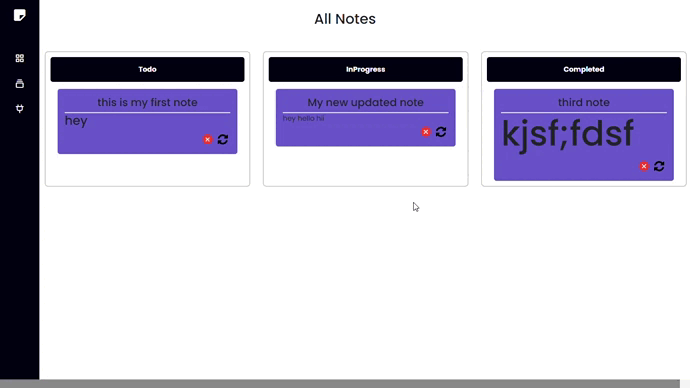 All Notes
Todo
this is my first note
hey
InProgress
My new updated note
hey hello hii
Completed
third note
kjsf;fdsf